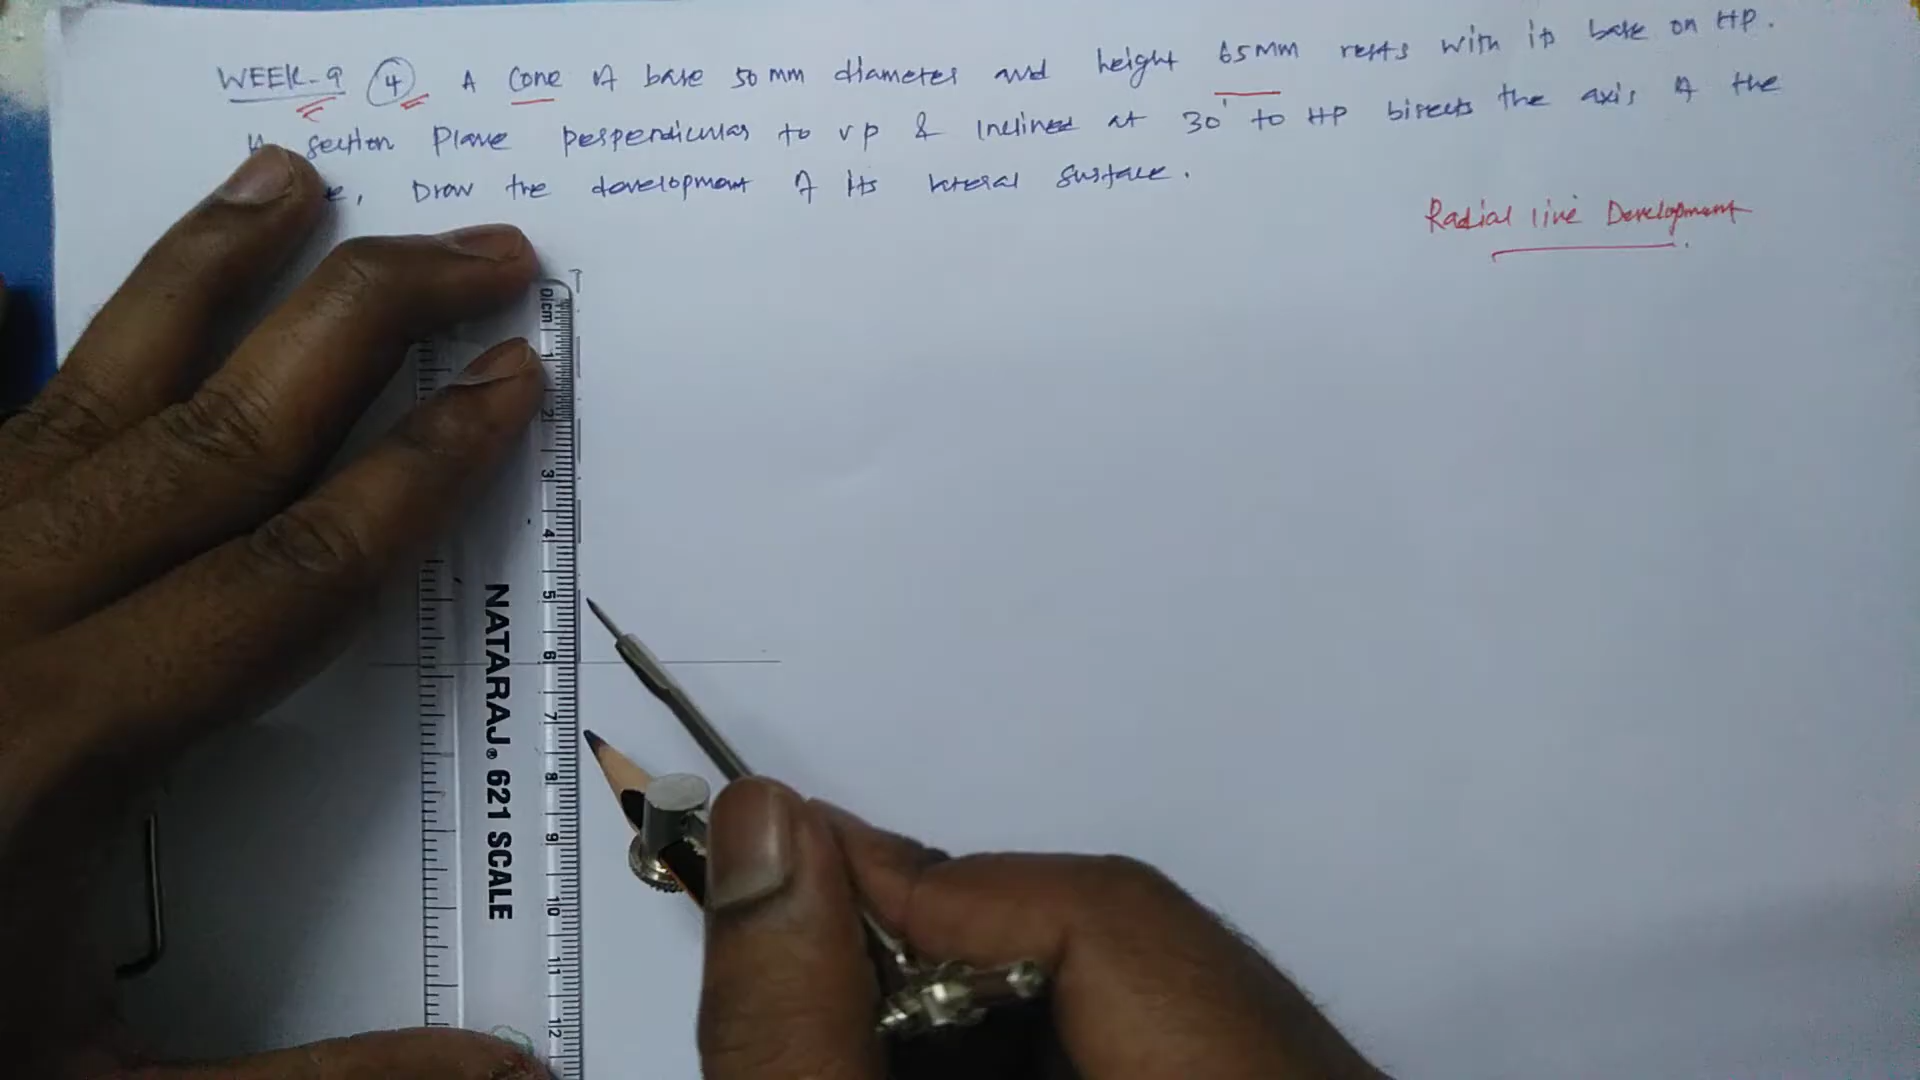 WEEK-9 4 A Cone of base 50 mm diameter and height 65mm rests with its base on HP.
A section Plane perpendicular to VP & Inclined at 30° to HP bisects the axis of the
e, Draw the development of its lateral surface.
Radial line Development
0 cm 1 2 3 4 5 6 7 8 9 10 11 12
NATARAJ® 621 SCALE